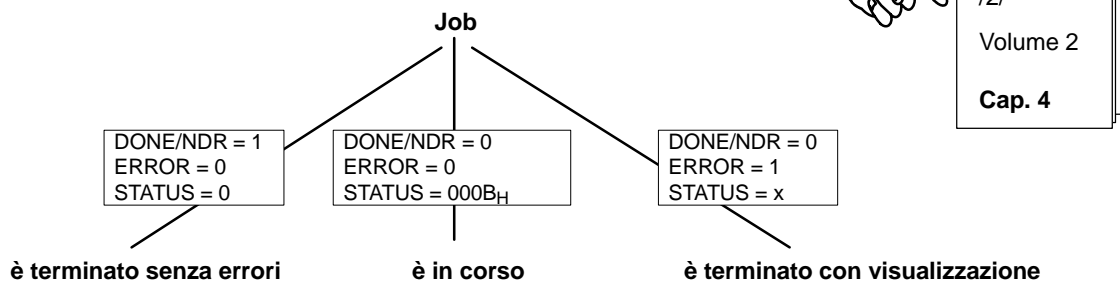 /2/
Volume 2
Cap. 4
Job
DONE/NDR = 1
ERROR = 0
STATUS = 0
DONE/NDR = 0
ERROR = 0
STATUS = 000BH
DONE/NDR = 0
ERROR = 1
STATUS = x
è terminato senza errori
è in corso
è terminato con visualizzazione